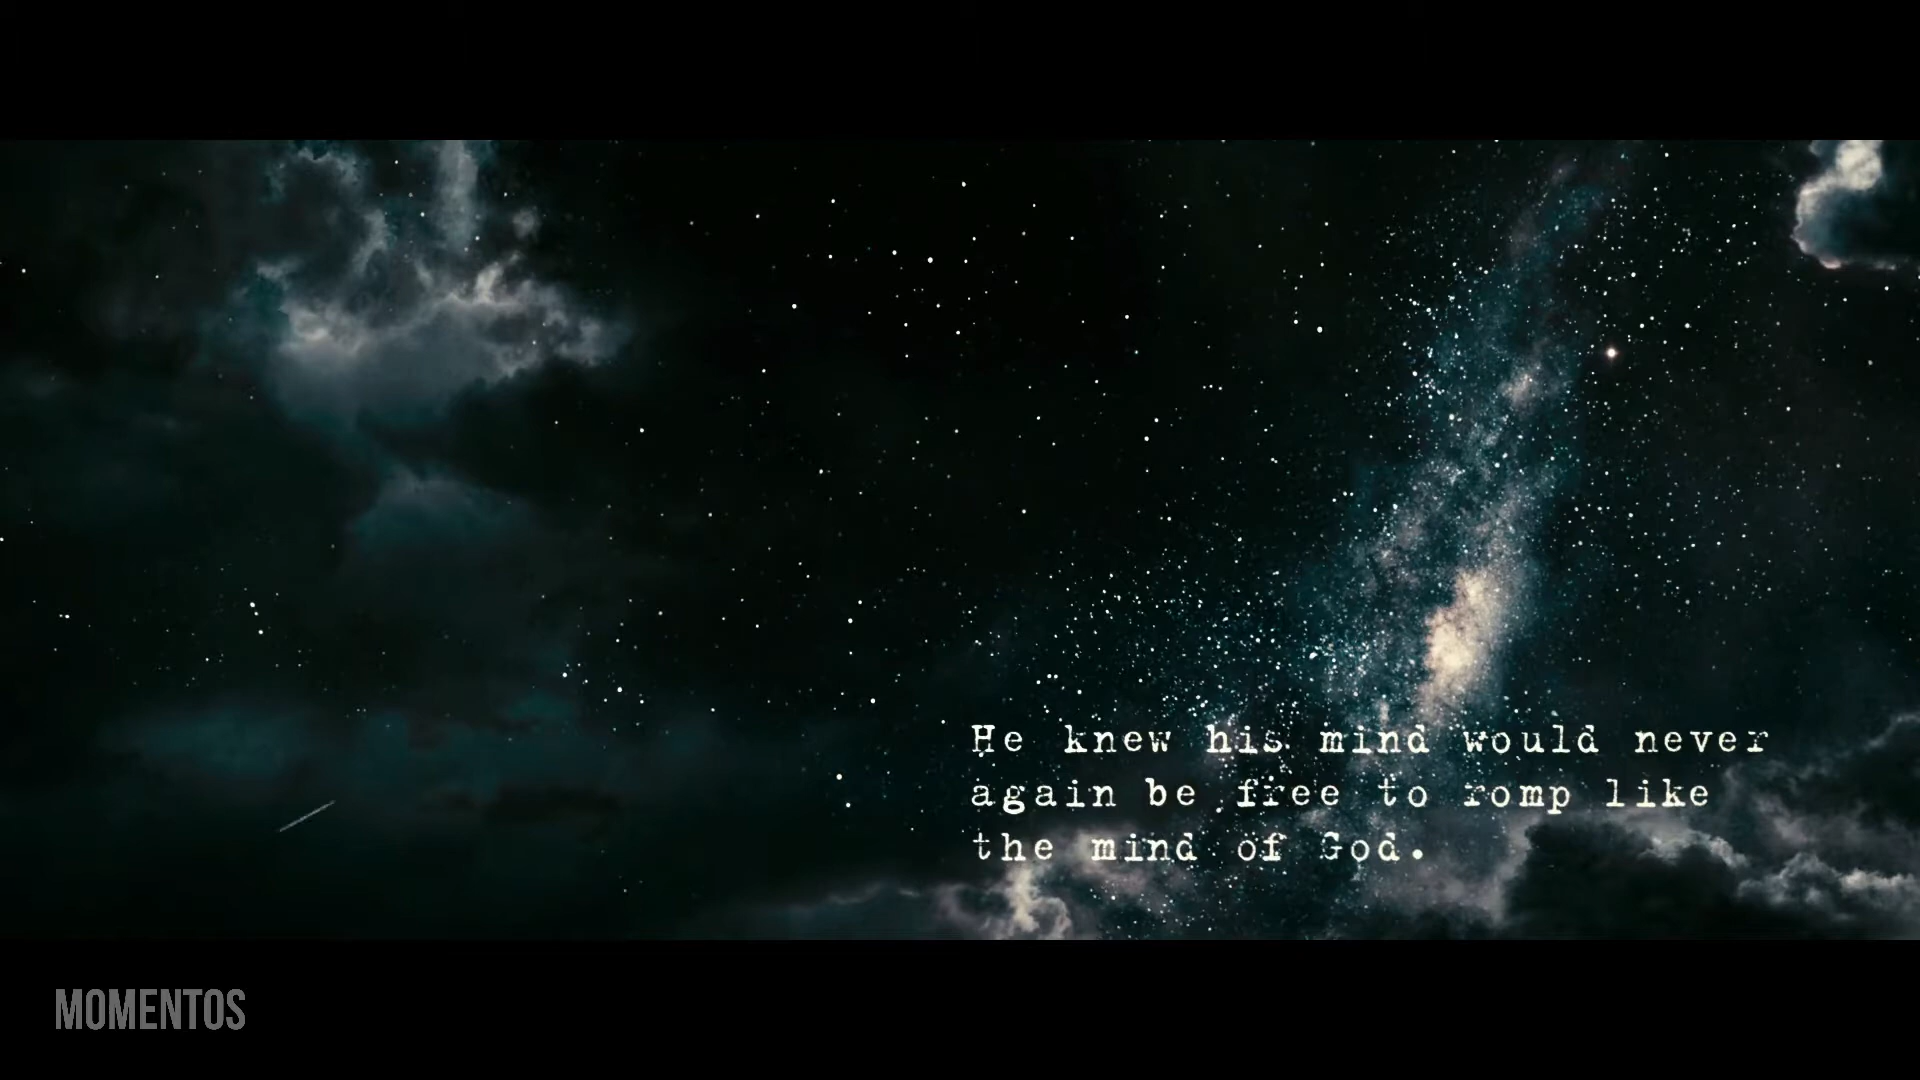 He knew his mind would never
again be free to romp like
the mind of God.
MOMENTOS